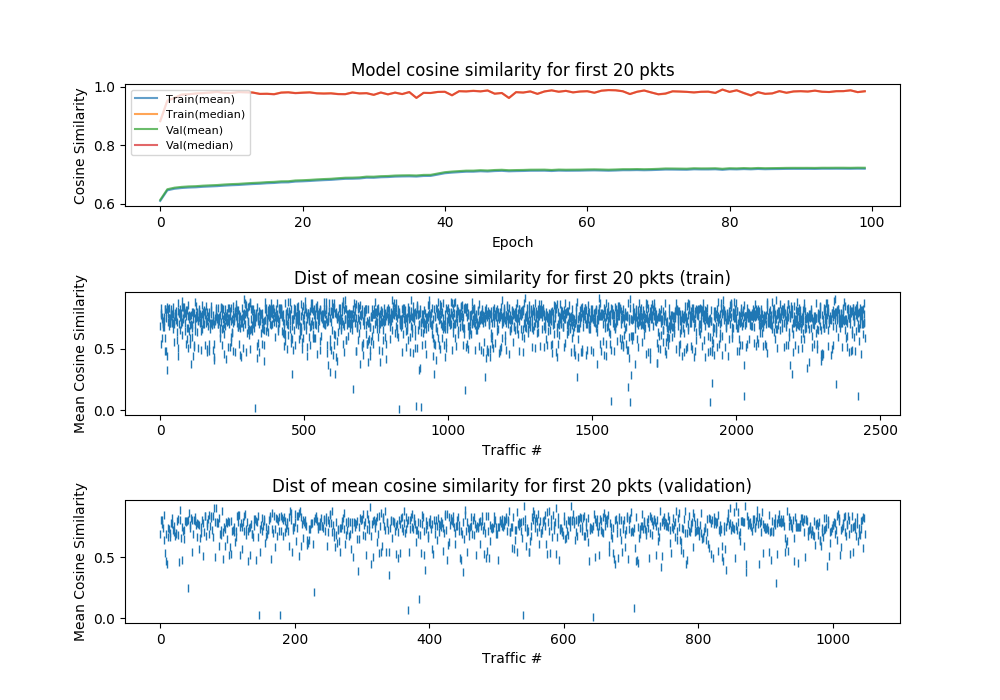 Model cosine similarity for first 20 pkts
Cosine Similarity
1.0
0.8
0.6
Train(mean)
Train(median)
Val(mean)
Val(median)
0 20 40 60 80 100
Epoch
Dist of mean cosine similarity for first 20 pkts (train)
Mean Cosine Similarity
0.5
0.0
0 500 1000 1500 2000 2500
Traffic #
Dist of mean cosine similarity for first 20 pkts (validation)
Mean Cosine Similarity
0.5
0.0
0 200 400 600 800 1000
Traffic #